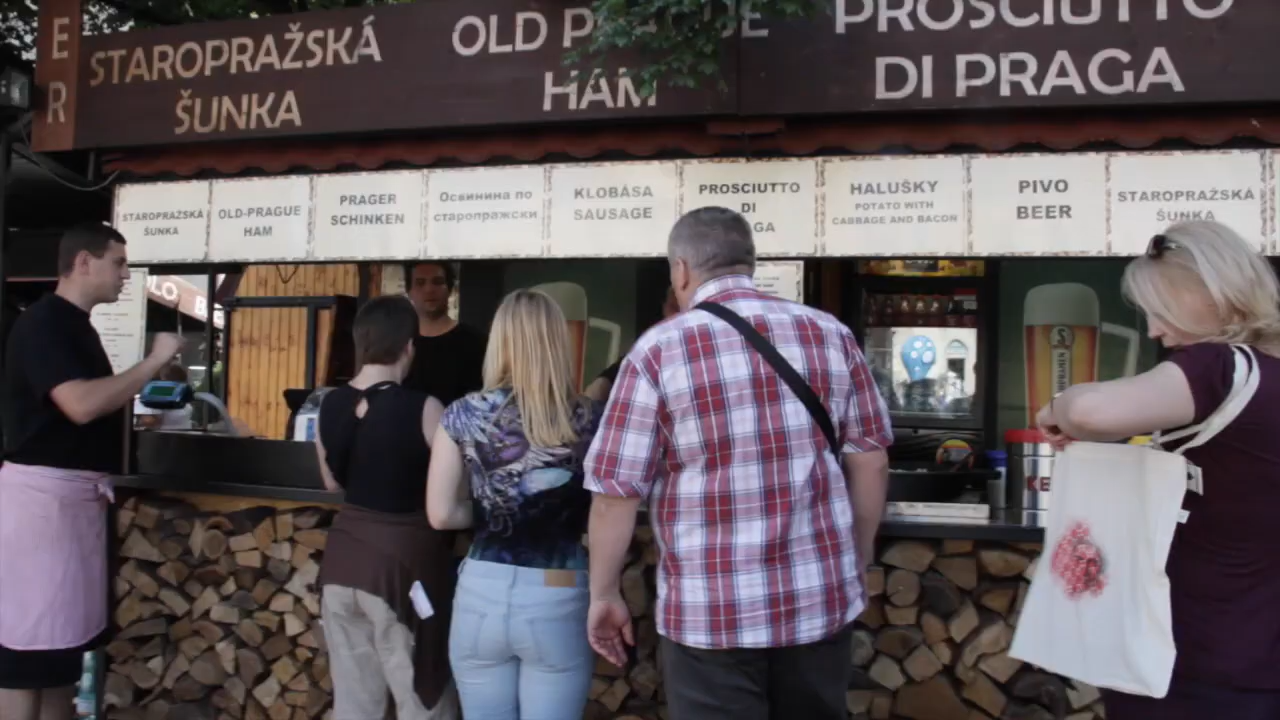 ER
STAROPRAŽSKÁ
ŠUNKA
OLD
HAM
PROSCIUTTO
DI PRAGA
STAROPRAŽSKÁ
ŠUNKA
OLD-PRAGUE
HAM
PRAGER
SCHINKEN
Освинина по
старопражски
KLOBÁSA
SAUSAGE
PROSCIUTTO
DI
HALUŠKY
POTATO WITH
CABBAGE AND BACON
PIVO
BEER
STAROPRAŽSKÁ
ŠUNKA